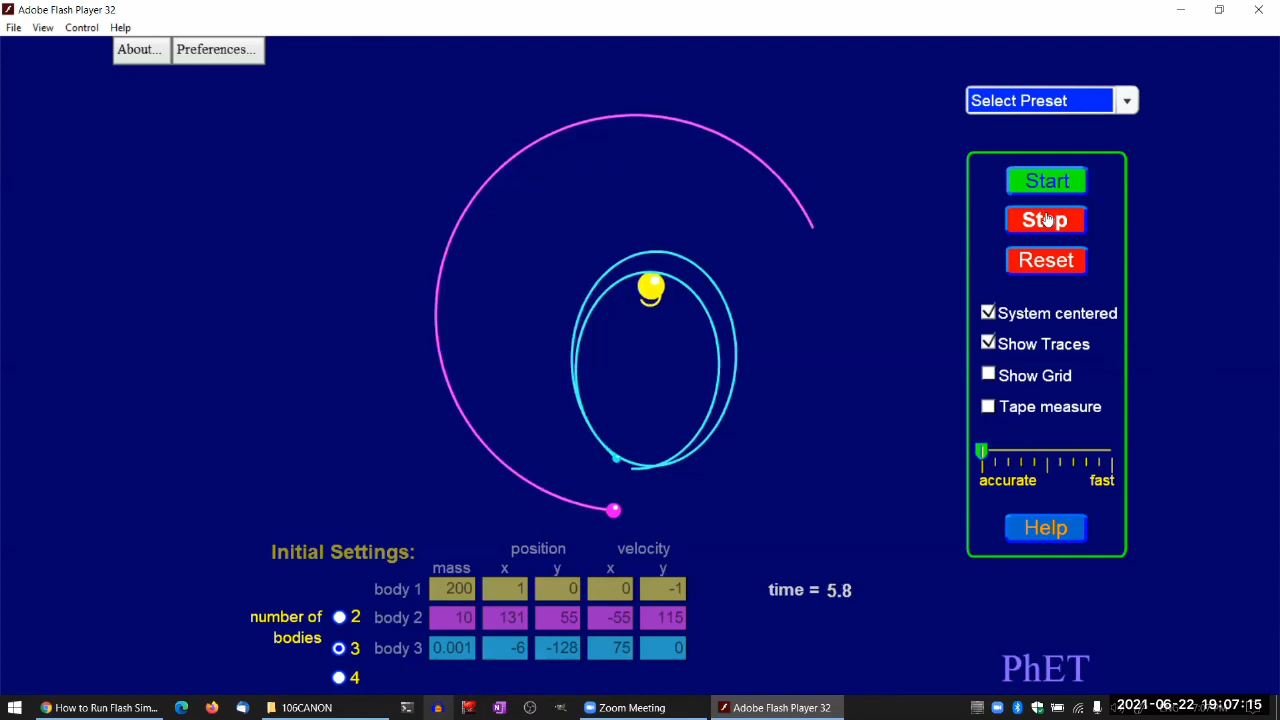 Adobe Flash Player 32
File View Control Help
About... Preferences...
Select Preset
Start
Stop
Reset
System centered
Show Traces
Show Grid
Tape measure
accurate fast
Help
Initial Settings: position velocity
mass x y x y
body 1 200 1 0 0 -1
number of bodies 2 body 2 10 131 55 -55 115
3 body 3 0.001 -6 -128 75 0
4
time = 5.8
PhET
How to Run Flash Sim... 106CANON Zoom Meeting Adobe Flash Player 32 2021-06-22 19:07:15